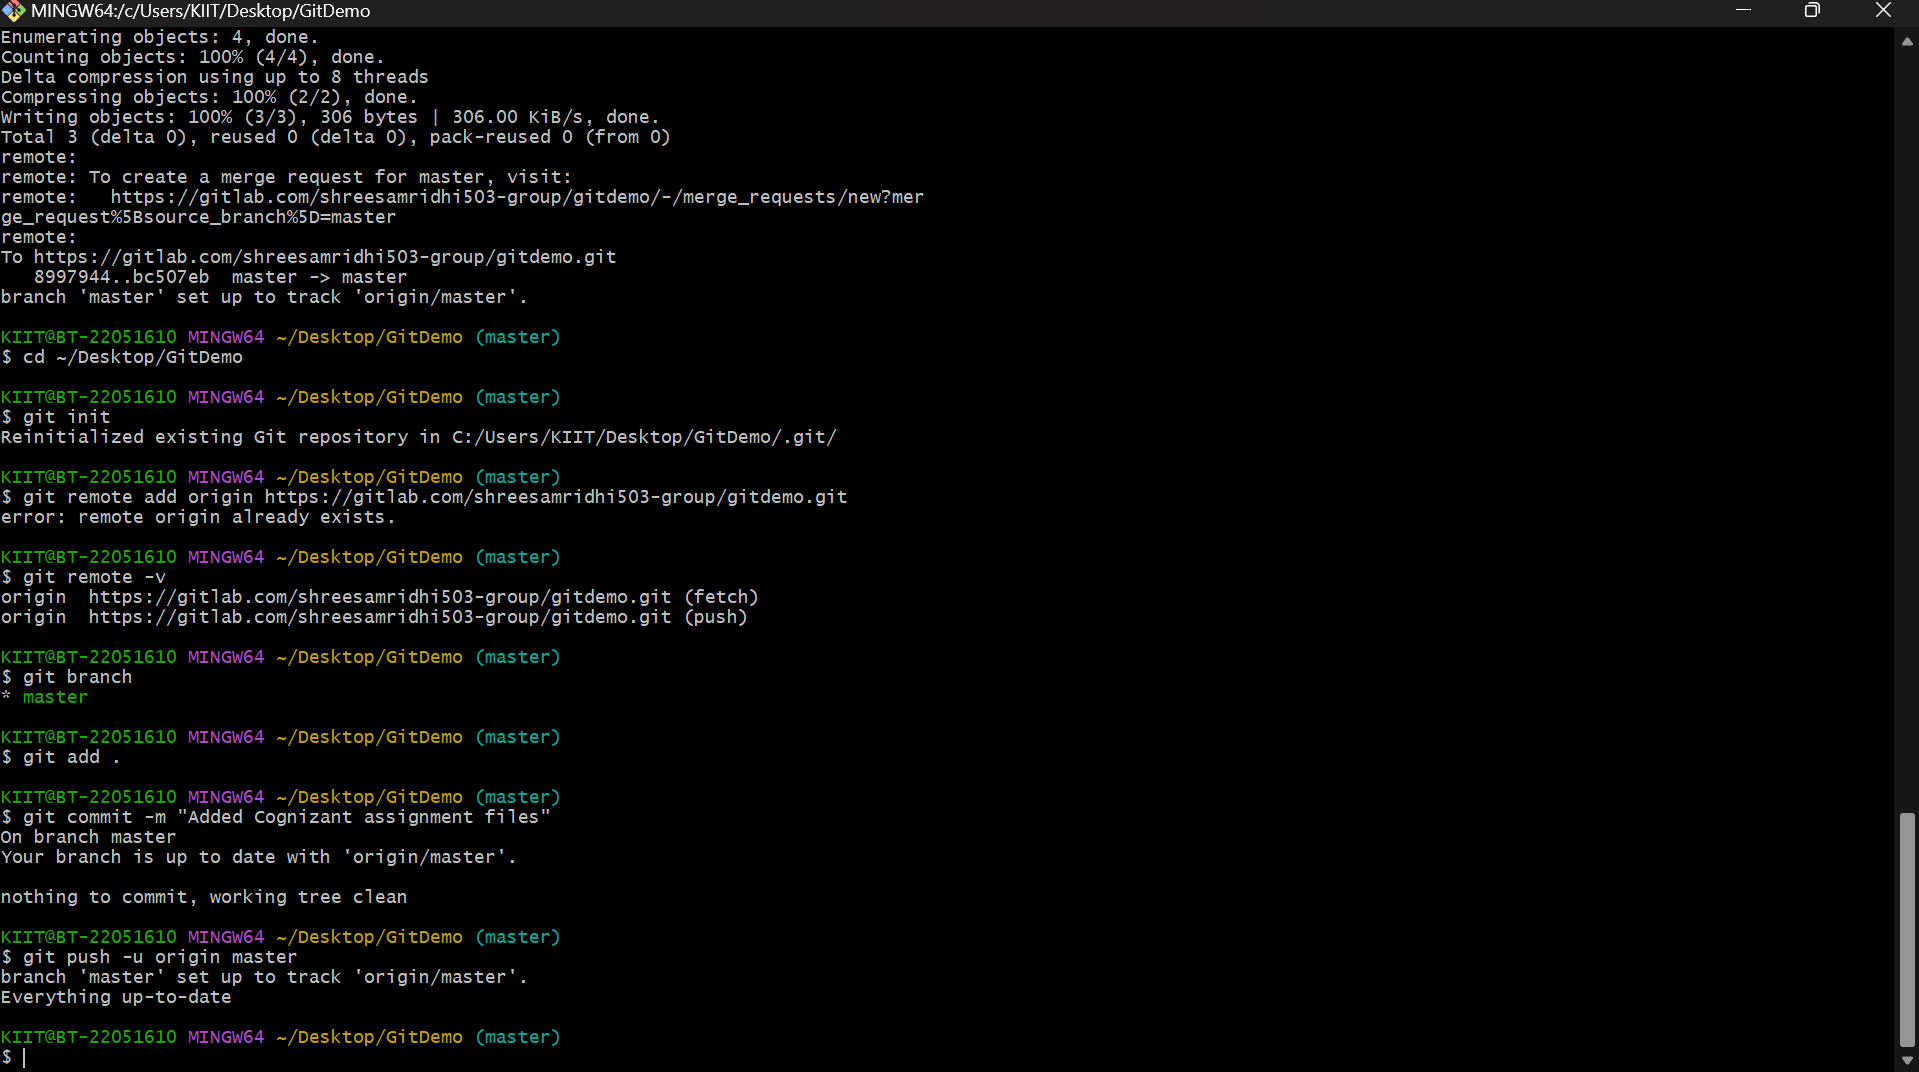 MINGW64:/c/Users/KIIT/Desktop/GitDemo
Enumerating objects: 4, done.
Counting objects: 100% (4/4), done.
Delta compression using up to 8 threads
Compressing objects: 100% (2/2), done.
Writing objects: 100% (3/3), 306 bytes | 306.00 KiB/s, done.
Total 3 (delta 0), reused 0 (delta 0), pack-reused 0 (from 0)
remote:
remote: To create a merge request for master, visit:
remote:   https://gitlab.com/shreesamridhi503-group/gitdemo/-/merge_requests/new?mer
ge_request%5Bsource_branch%5D=master
remote:
To https://gitlab.com/shreesamridhi503-group/gitdemo.git
   8997944..bc507eb  master -> master
branch 'master' set up to track 'origin/master'.

KIIT@BT-22051610 MINGW64 ~/Desktop/GitDemo (master)
$ cd ~/Desktop/GitDemo

KIIT@BT-22051610 MINGW64 ~/Desktop/GitDemo (master)
$ git init
Reinitialized existing Git repository in C:/Users/KIIT/Desktop/GitDemo/.git/

KIIT@BT-22051610 MINGW64 ~/Desktop/GitDemo (master)
$ git remote add origin https://gitlab.com/shreesamridhi503-group/gitdemo.git
error: remote origin already exists.

KIIT@BT-22051610 MINGW64 ~/Desktop/GitDemo (master)
$ git remote -v
origin  https://gitlab.com/shreesamridhi503-group/gitdemo.git (fetch)
origin  https://gitlab.com/shreesamridhi503-group/gitdemo.git (push)

KIIT@BT-22051610 MINGW64 ~/Desktop/GitDemo (master)
$ git branch
* master

KIIT@BT-22051610 MINGW64 ~/Desktop/GitDemo (master)
$ git add .

KIIT@BT-22051610 MINGW64 ~/Desktop/GitDemo (master)
$ git commit -m "Added Cognizant assignment files"
On branch master
Your branch is up to date with 'origin/master'.

nothing to commit, working tree clean

KIIT@BT-22051610 MINGW64 ~/Desktop/GitDemo (master)
$ git push -u origin master
branch 'master' set up to track 'origin/master'.
Everything up-to-date

KIIT@BT-22051610 MINGW64 ~/Desktop/GitDemo (master)
$